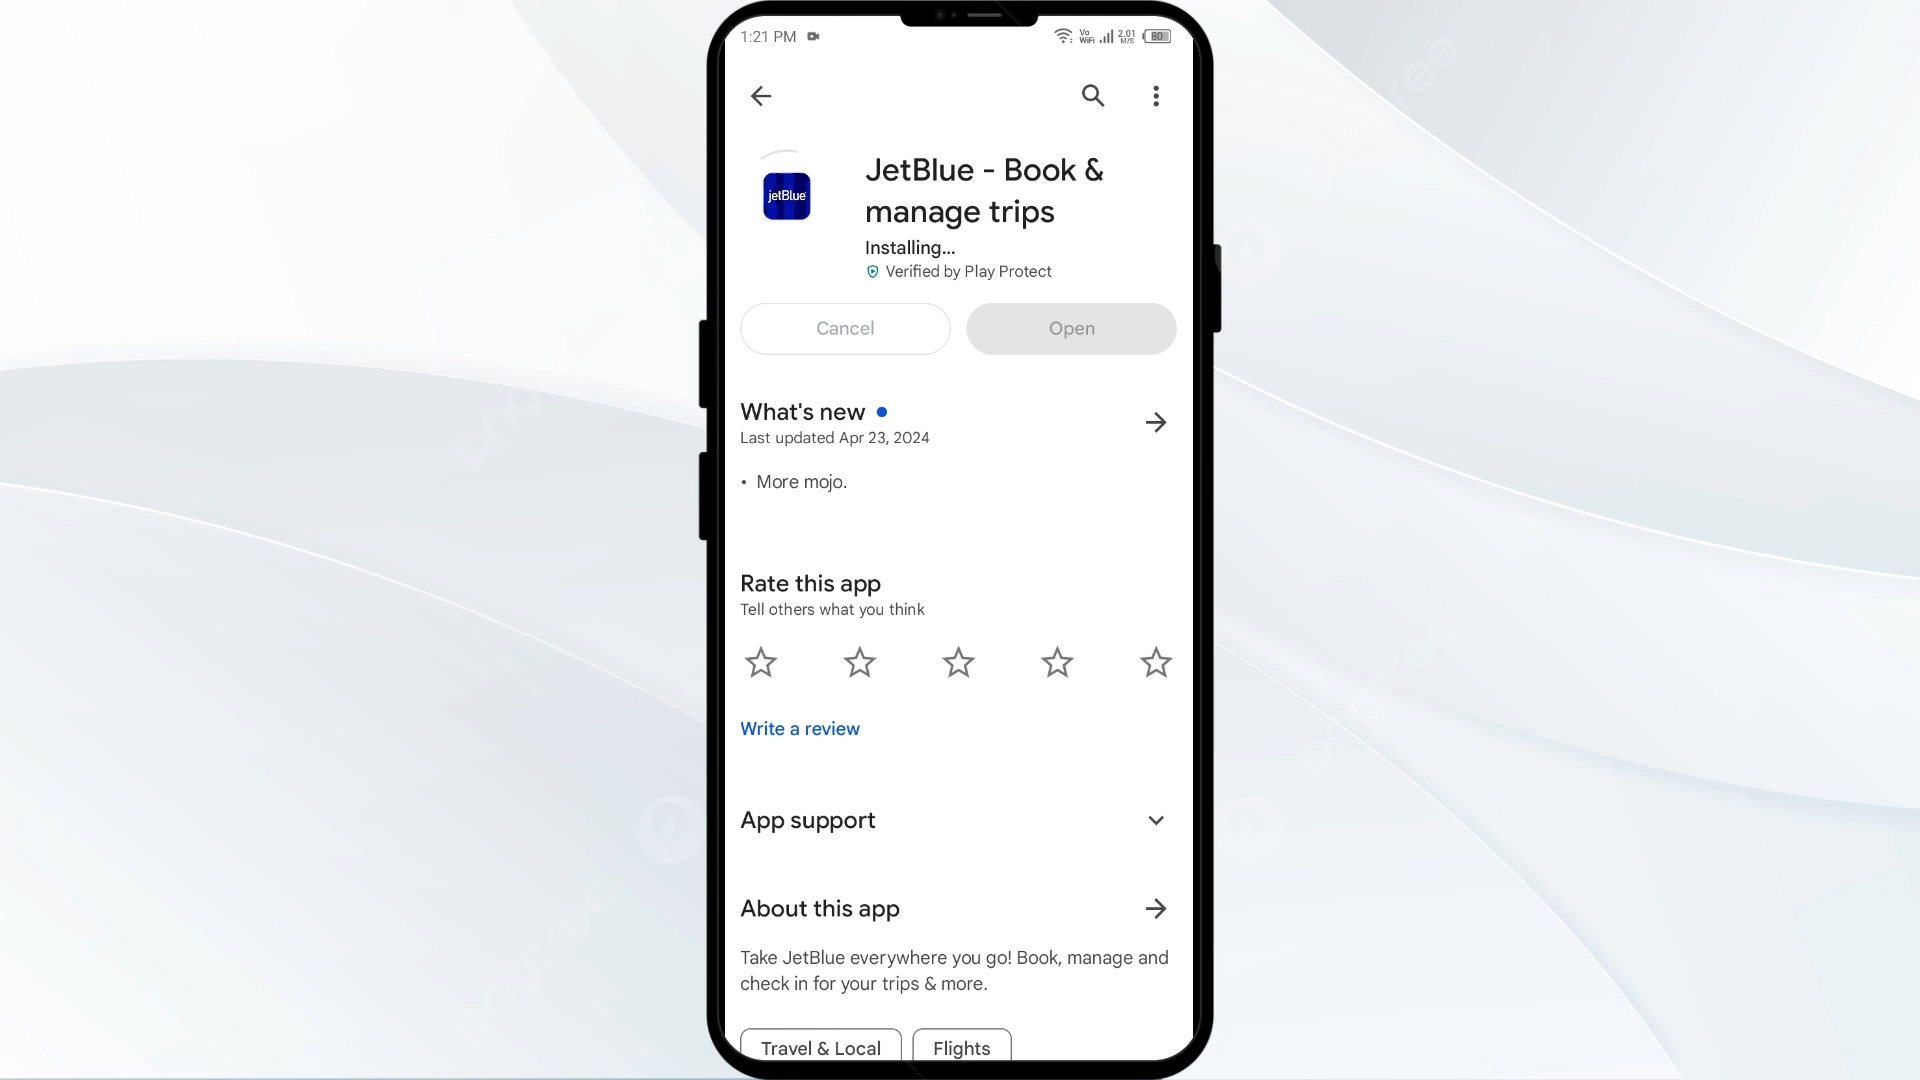 1:21 PM
Vo WiFi
2.01 M/S
80
jetBlue
JetBlue - Book &
manage trips
Installing...
Verified by Play Protect
Cancel
Open
What's new
Last updated Apr 23, 2024
• More mojo.
Rate this app
Tell others what you think
Write a review
App support
About this app
Take JetBlue everywhere you go! Book, manage and
check in for your trips & more.
Travel & Local
Flights
pngtree
pngtree
pngtree